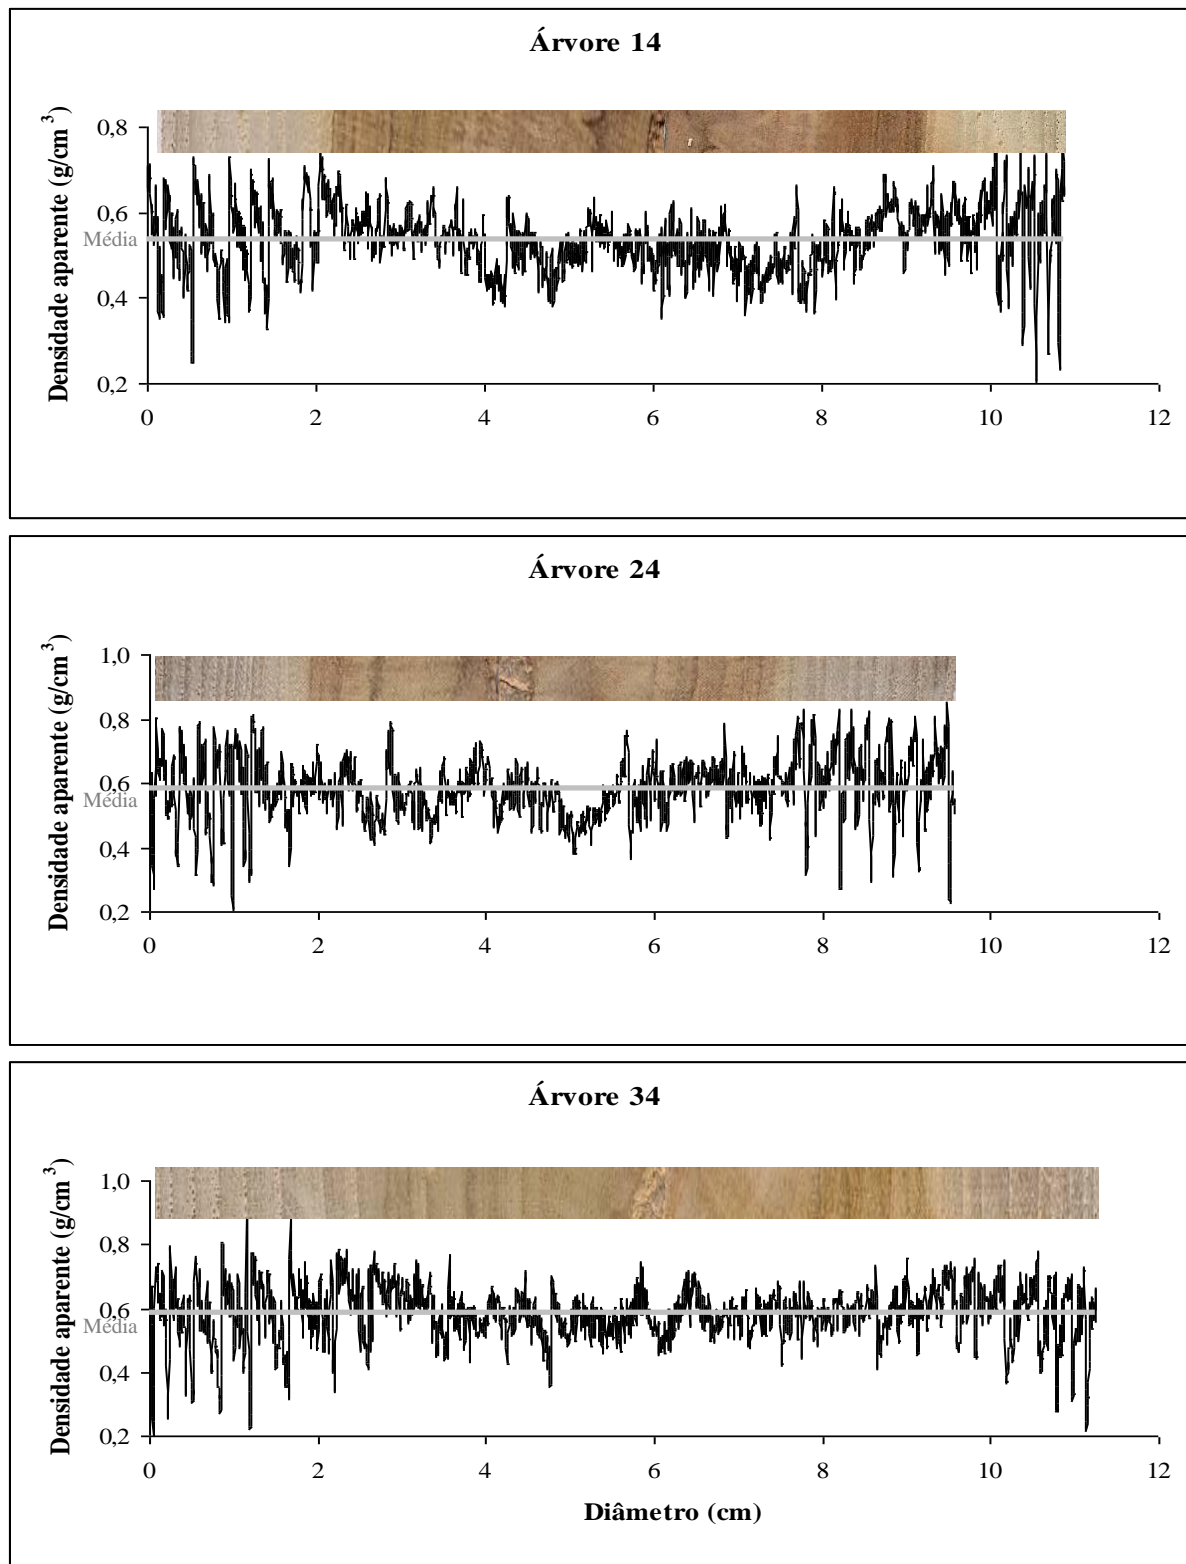 Árvore 14
Densidade aparente (g/cm³)
0,8
0,6
Média
0,4
0,2
0 2 4 6 8 10 12
Árvore 24
Densidade aparente (g/cm³)
1,0
0,8
0,6
Média
0,4
0,2
0 2 4 6 8 10 12
Árvore 34
Densidade aparente (g/cm³)
1,0
0,8
0,6
Média
0,4
0,2
0 2 4 6 8 10 12
Diâmetro (cm)